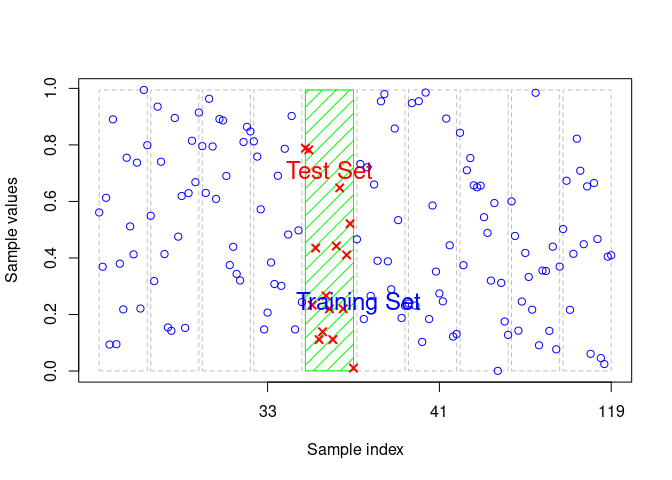 1.0
0.8
0.6
0.4
0.2
0.0
Sample values
Test Set
Training Set
33
41
119
Sample index